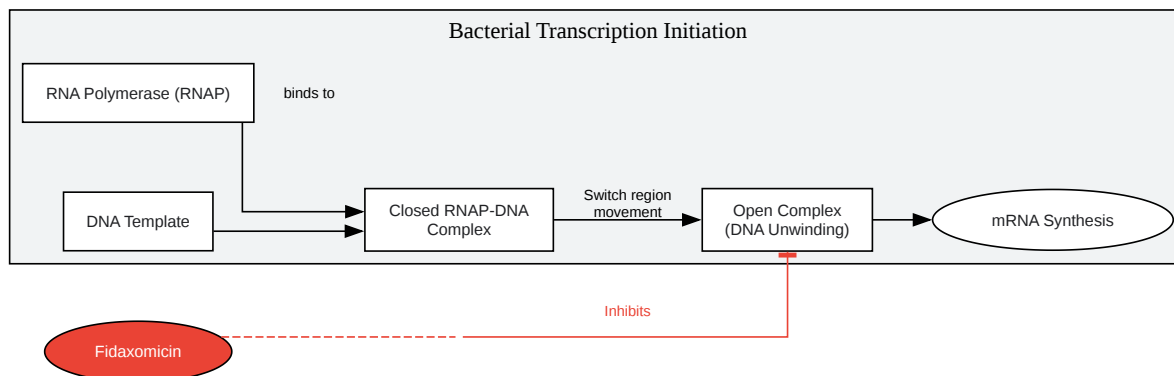 Bacterial Transcription Initiation
RNA Polymerase (RNAP)
binds to
DNA Template
Closed RNAP-DNA
Complex
Switch region
movement
Open Complex
(DNA Unwinding)
mRNA Synthesis
Inhibits
Fidaxomicin